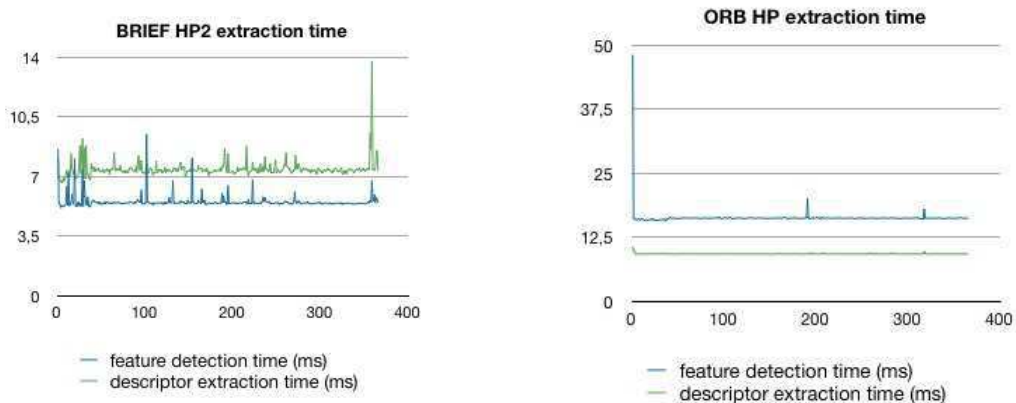 BRIEF HP2 extraction time
14
10,5
7
3,5
0
0 100 200 300 400
feature detection time (ms)
descriptor extraction time (ms)
ORB HP extraction time
50
37,5
25
12,5
0
0 100 200 300 400
feature detection time (ms)
descriptor extraction time (ms)